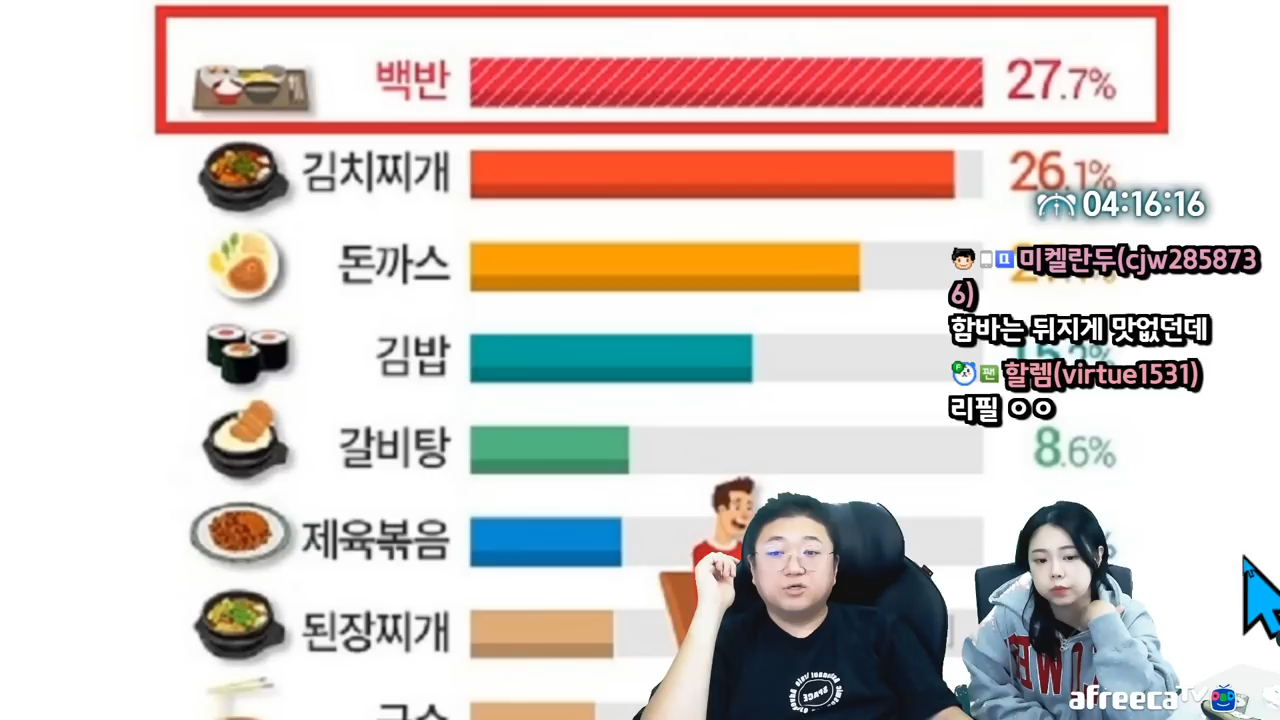 백반 27.7%
김치찌개 26.1%
04:16:16
돈까스
미켈란두(cjw285873
6)
함바는 뒤지게 맛없던데
김밥
할렘(virtue1531)
리필 ㅇㅇ
갈비탕 8.6%
제육볶음
된장찌개
afreecaTV